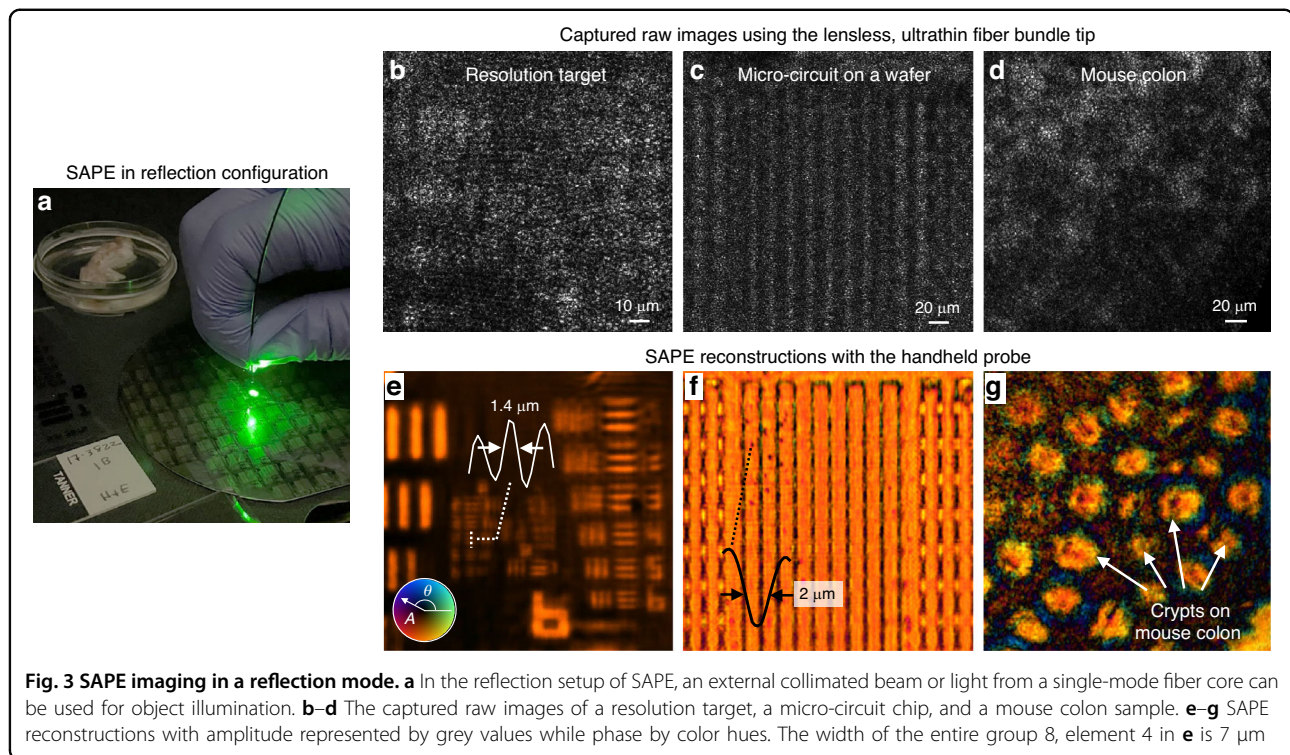 Captured raw images using the lensless, ultrathin fiber bundle tip
b Resolution target
c Micro-circuit on a wafer
d Mouse colon
10 μm
20 μm
20 μm
SAPE in reflection configuration
a
TANNER
17-3822
1B
SAPE reconstructions with the handheld probe
e
1.4 μm
θ
A
f
2 μm
g
Crypts on
mouse colon
Fig. 3 SAPE imaging in a reflection mode. a In the reflection setup of SAPE, an external collimated beam or light from a single-mode fiber core can
be used for object illumination. b–d The captured raw images of a resolution target, a micro-circuit chip, and a mouse colon sample. e–g SAPE
reconstructions with amplitude represented by grey values while phase by color hues. The width of the entire group 8, element 4 in e is 7 μm